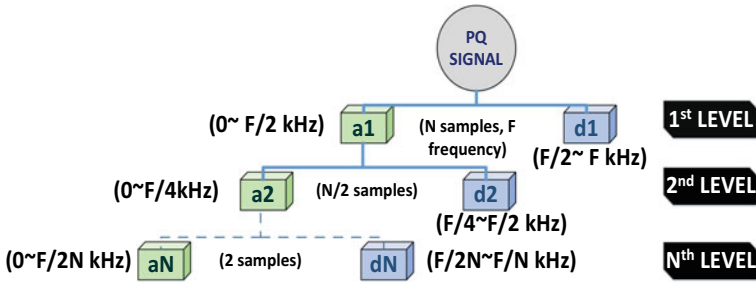 PQ
SIGNAL
(0~ F/2 kHz)
a1
(N samples, F
frequency)
d1
1st LEVEL
(F/2~ F kHz)
(0~F/4kHz)
a2
(N/2 samples)
d2
2nd LEVEL
(F/4~F/2 kHz)
(0~F/2N kHz)
aN
(2 samples)
dN
(F/2N~F/N kHz)
Nth LEVEL